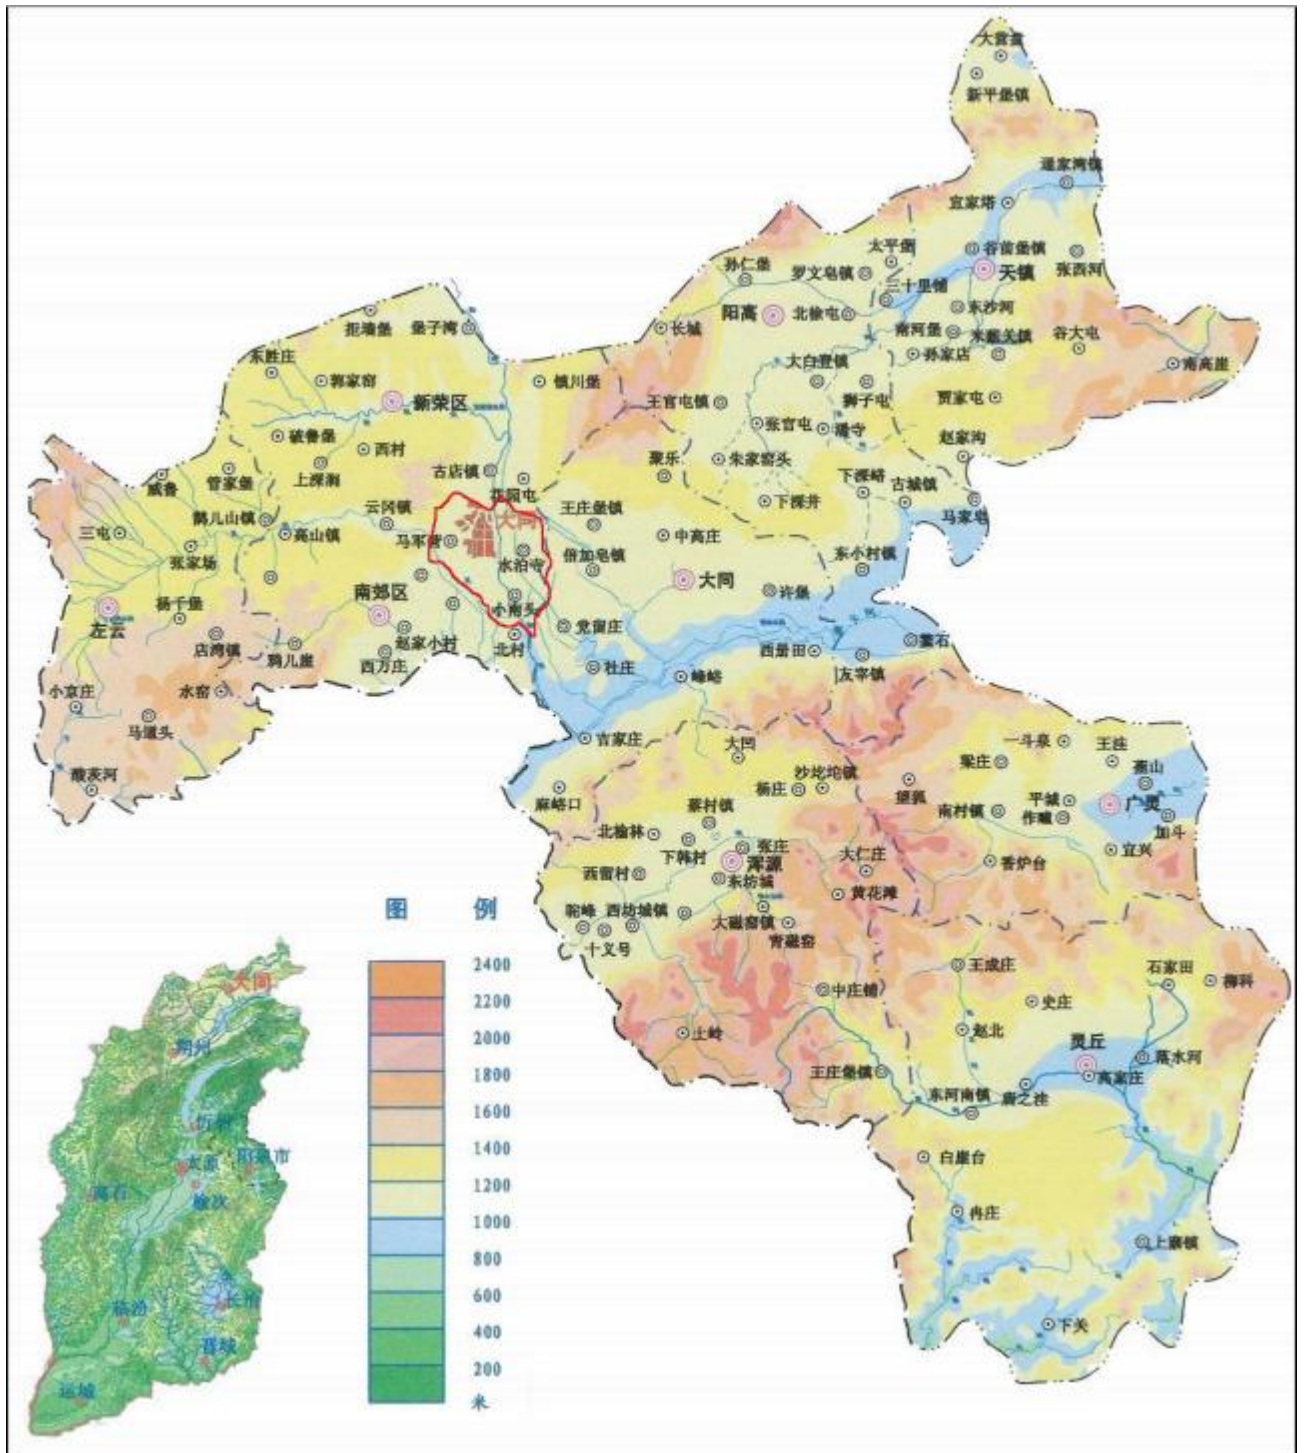 大营盘
新平堡镇
逯家湾镇
宣家塔
谷前堡镇
天镇
张西河
太平堡
孙仁堡
罗文皂镇
三十里铺
阳高
北徐屯
长城
东沙河
南河堡
米薪关镇
谷大屯
孙家店
南高崖
大白登镇
狮子屯
贾家屯
拒墙堡
堡子湾
东胜庄
郭家窑
镇川堡
新荣区
王官屯镇
张官屯
潘寺
赵家沟
破鲁堡
西村
朱家窑头
聚乐
古店镇
上深涧
威鲁
管家堡
下深井
下深峪
古城镇
马家皂
花园屯
王庄堡镇
云冈镇
大同
鹊儿山镇
高山镇
马军营
三屯
张家场
水泊寺
倍加皂镇
中高庄
东小村镇
大同
许堡
南郊区
杨千堡
左云
小南头
党留庄
店湾镇
鸦儿崖
赵家小村
北村
西万庄
西册田
友宰镇
杜庄
峰峪
小京庄
水窑
马道头
吉家庄
酸茨河
大凹
一斗泉
王洼
梁庄
蕉山
沙圪坨镇
杨庄
望狐
麻峪口
平城
广灵
南村镇
作疃
加斗
蔡村镇
北榆林
下韩村
张庄
浑源
宜兴
大仁庄
香炉台
西留村
东坊城
黄花滩
驼峰
西坊城镇
大磁窑镇
青磁窑
十义号
图 例
王成庄
石家田
柳科
中庄铺
史庄
土岭
赵北
灵丘
落水河
王庄堡镇
高家庄
东河南镇
唐之洼
白崖台
冉庄
上寨镇
下关
2400
2200
2000
1800
1600
1400
1200
1000
800
600
400
200
米
大同
朔州
忻州
太原
阳泉市
离石
榆次
临汾
长治
晋城
运城